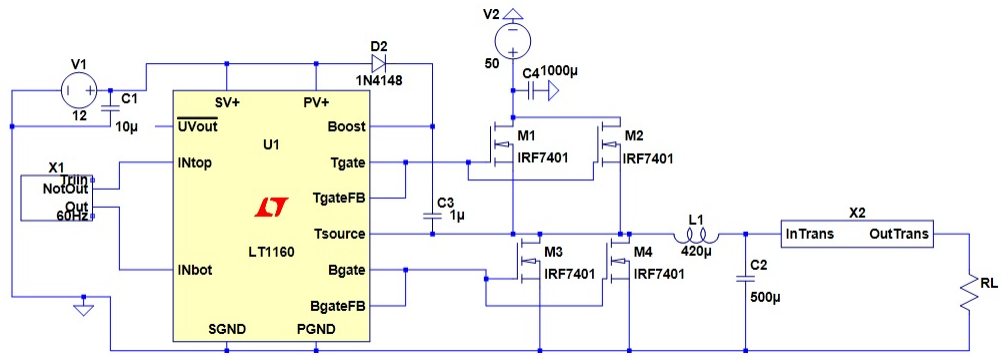 V2
50
C4 1000µ
V1
12
C1
10µ
D2
1N4148
SV+ PV+
UVout Boost
U1
INtop Tgate
TgateFB
LT1160
Tsource
INbot Bgate
BgateFB
SGND PGND
X1
TriIn
NotOut
Out
60Hz
C3
1µ
M1
IRF7401
M2
IRF7401
M3
IRF7401
M4
IRF7401
L1
420µ
C2
500µ
X2
InTrans OutTrans
RL